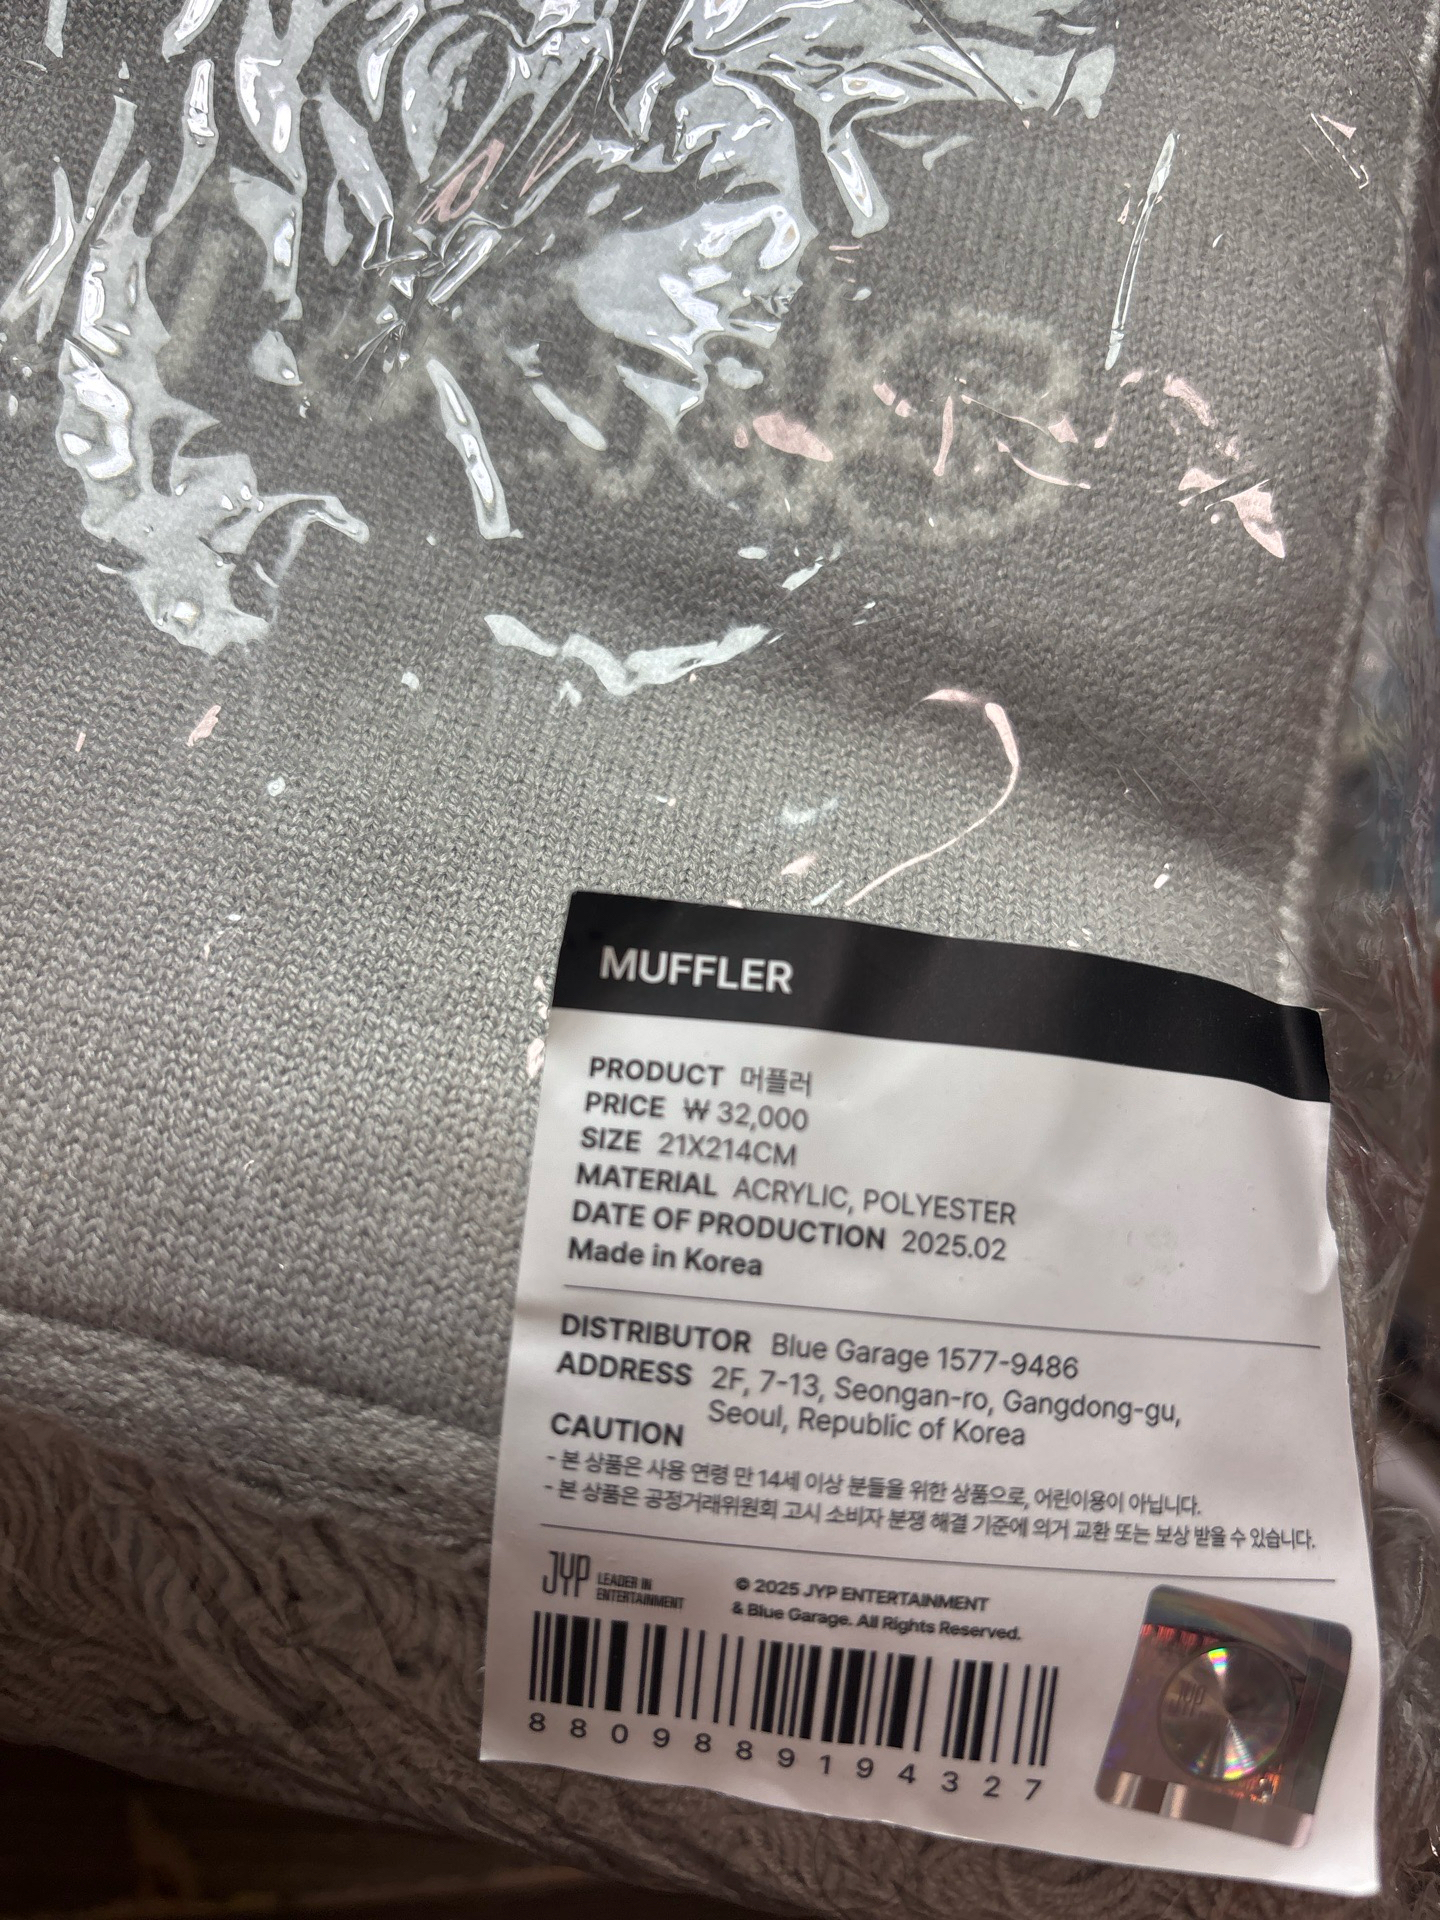 MUFFLER
PRODUCT 머플러
PRICE ₩ 32,000
SIZE 21X214CM
MATERIAL ACRYLIC, POLYESTER
DATE OF PRODUCTION 2025.02
Made in Korea
DISTRIBUTOR Blue Garage 1577-9486
ADDRESS 2F, 7-13, Seongan-ro, Gangdong-gu,
Seoul, Republic of Korea
CAUTION
- 본 상품은 사용 연령 만 14세 이상 분들을 위한 상품으로, 어린이용이 아닙니다.
- 본 상품은 공정거래위원회 고시 소비자 분쟁 해결 기준에 의거 교환 또는 보상 받을 수 있습니다.
JYP LEADER IN
ENTERTAINMENT
© 2025 JYP ENTERTAINMENT
& Blue Garage. All Rights Reserved.
8809889194327
JYP